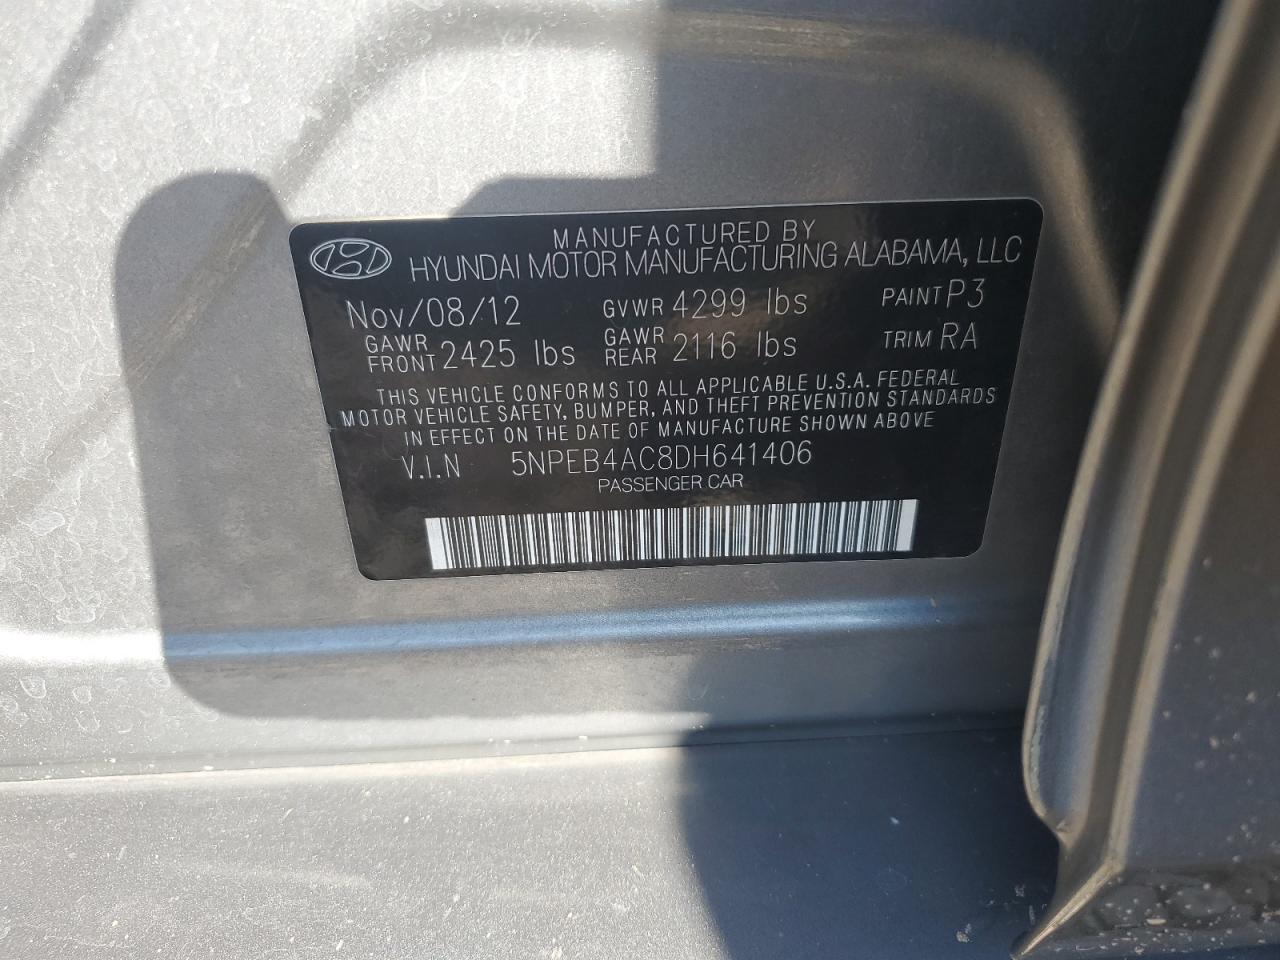 MANUFACTURED BY
HYUNDAI MOTOR MANUFACTURING ALABAMA, LLC
Nov/08/12 GVWR 4299 lbs PAINT P3
GAWR FRONT 2425 lbs GAWR REAR 2116 lbs TRIM RA
THIS VEHICLE CONFORMS TO ALL APPLICABLE U.S.A. FEDERAL
MOTOR VEHICLE SAFETY, BUMPER, AND THEFT PREVENTION STANDARDS
IN EFFECT ON THE DATE OF MANUFACTURE SHOWN ABOVE
V.I.N 5NPEB4AC8DH641406
PASSENGER CAR